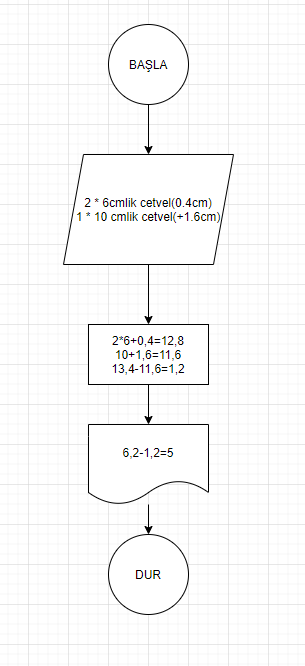 BAŞLA
2 * 6cmlik cetvel(0.4cm)
1 * 10 cmlik cetvel(+1.6cm)
2*6+0,4=12,8
10+1,6=11,6
13,4-11,6=1,2
6,2-1,2=5
DUR